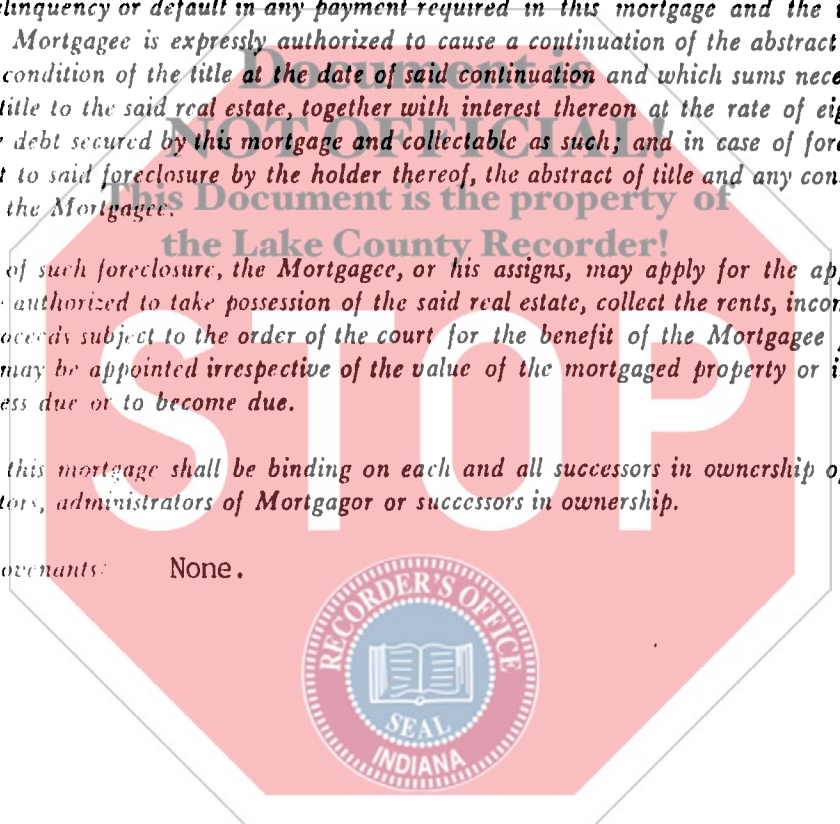 linquency or default in any payment required in this mortgage and the
Mortgagee is expressly authorized to cause a continuation of the abstract
condition of the title at the date of said continuation and which sums nece
title to the said real estate, together with interest thereon at the rate of eig
debt secured by this mortgage and collectable as such; and in case of fore
t to said foreclosure by the holder thereof, the abstract of title and any con
the Mortgagee.
Document is
NOT OFFICIAL!
This Document is the property of
the Lake County Recorder!
of such foreclosure, the Mortgagee, or his assigns, may apply for the ap
authorized to take possession of the said real estate, collect the rents, incom
oceeds subject to the order of the court for the benefit of the Mortgagee
may be appointed irrespective of the value of the mortgaged property or i
ess due or to become due.
STOP
this mortgage shall be binding on each and all successors in ownership o
tors, administrators of Mortgagor or successors in ownership.
ovenants: None.
RECORDER'S OFFICE
SEAL
INDIANA